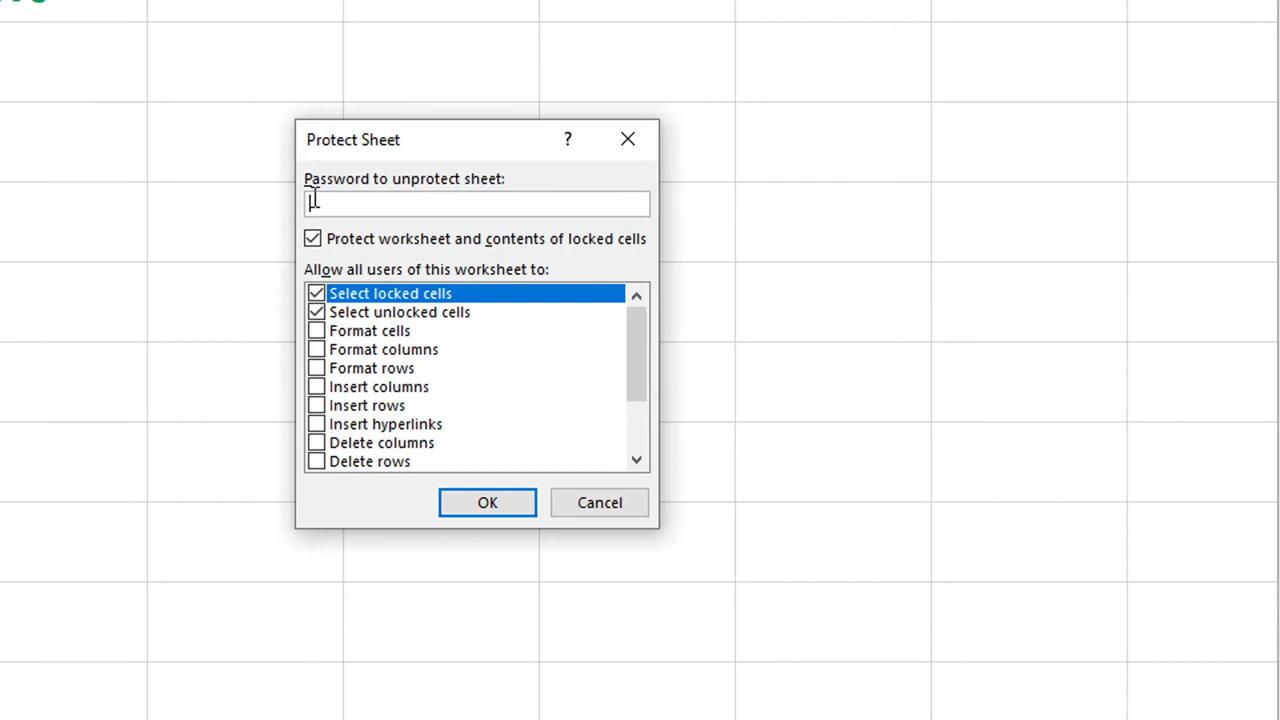 Protect Sheet
?
Password to unprotect sheet:
Protect worksheet and contents of locked cells
Allow all users of this worksheet to:
Select locked cells
Select unlocked cells
Format cells
Format columns
Format rows
Insert columns
Insert rows
Insert hyperlinks
Delete columns
Delete rows
OK Cancel